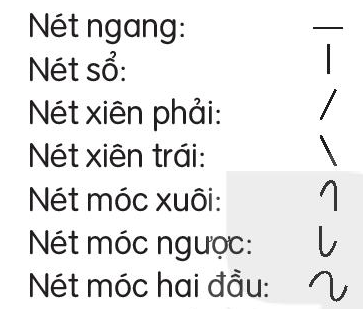 Nét ngang:
Nét sổ:
Nét xiên phải:
Nét xiên trái:
Nét móc xuôi:
Nét móc ngược:
Nét móc hai đầu: